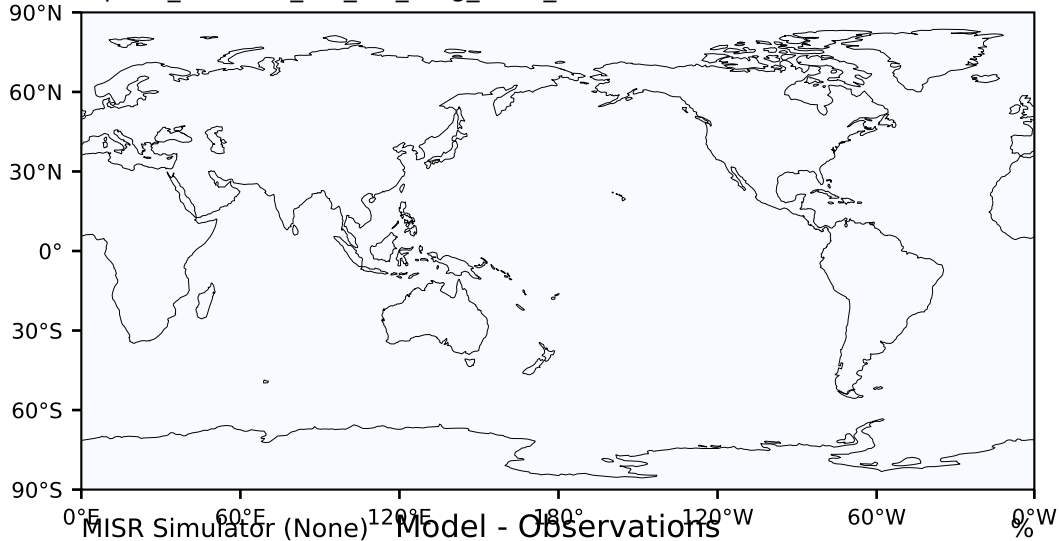 90°N
60°N
30°N
0°
30°S
60°S
90°S
0°E 60°E 120°E 180° 120°W 60°W 0°W
MISR Simulator (None) Model - Observations %